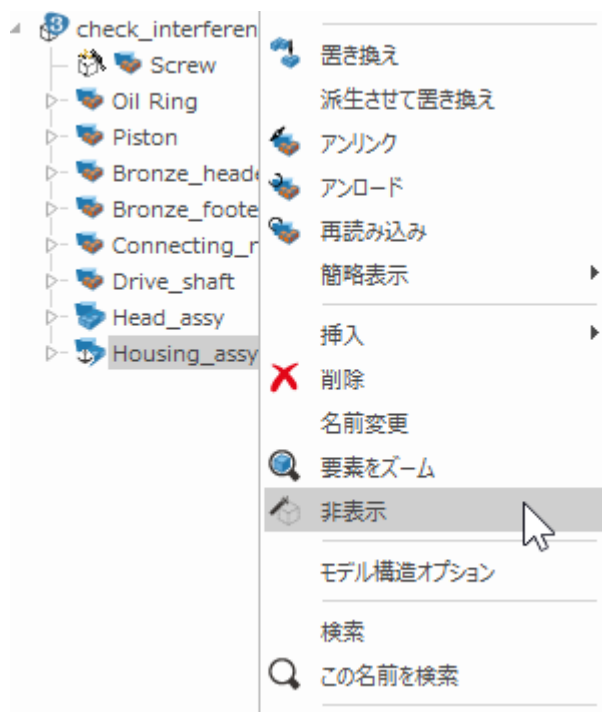 check_interferen
Screw
Oil Ring
Piston
Bronze_heade
Bronze_foote
Connecting_r
Drive_shaft
Head_assy
Housing_assy
置き換え
派生させて置き換え
アンリンク
アンロード
再読み込み
簡略表示
挿入
削除
名前変更
要素をズーム
非表示
モデル構造オプション
検索
この名前を検索